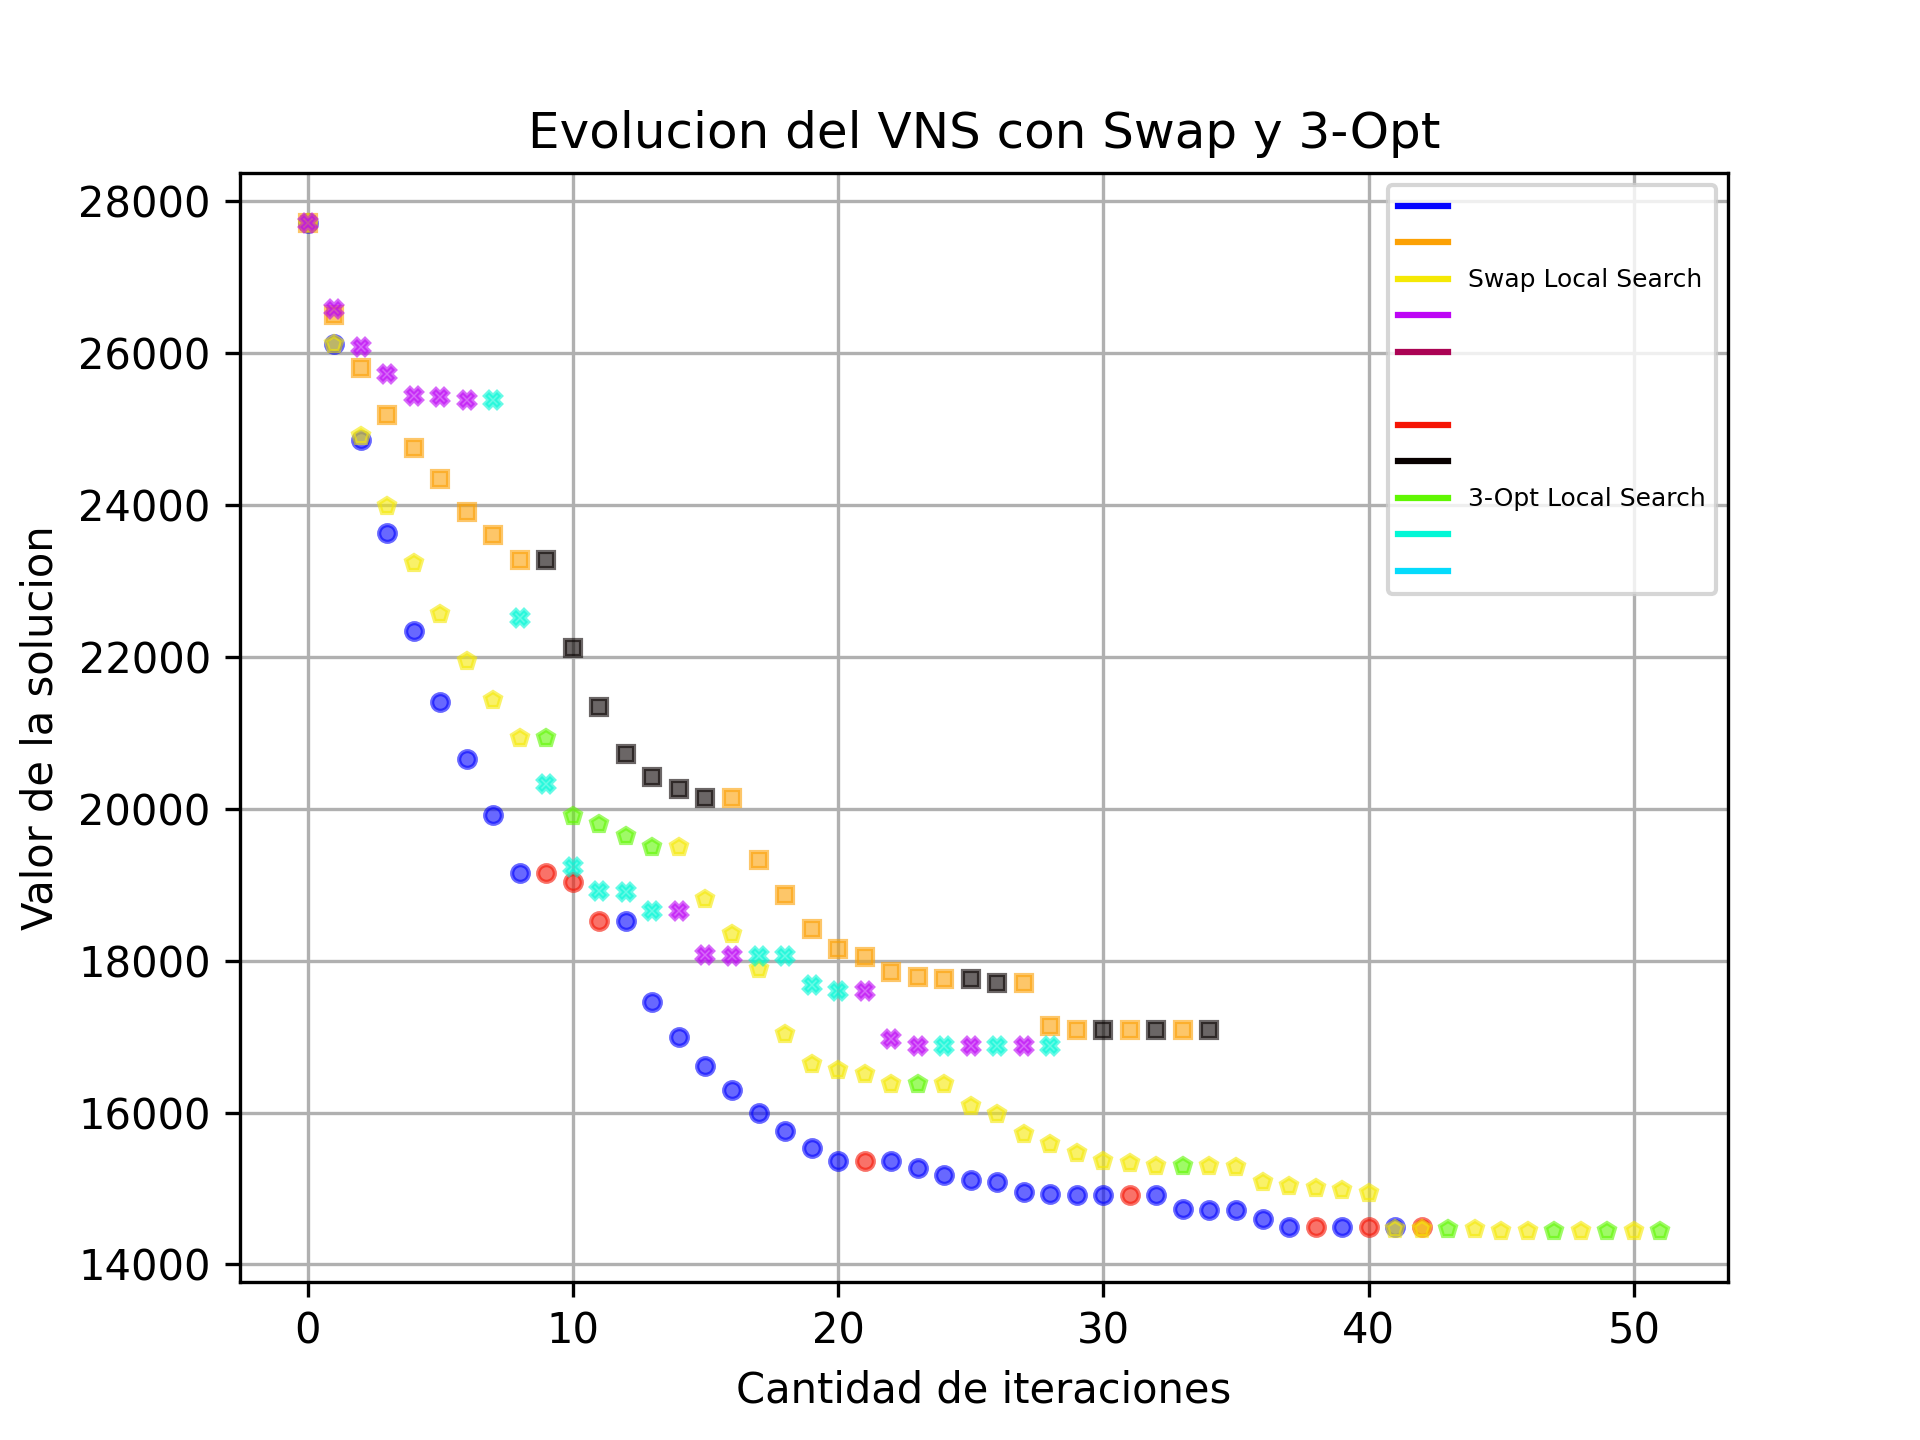 Evolucion del VNS con Swap y 3-Opt
28000
26000
24000
22000
20000
18000
16000
14000
Valor de la solucion
Swap Local Search
3-Opt Local Search
0 10 20 30 40 50
Cantidad de iteraciones